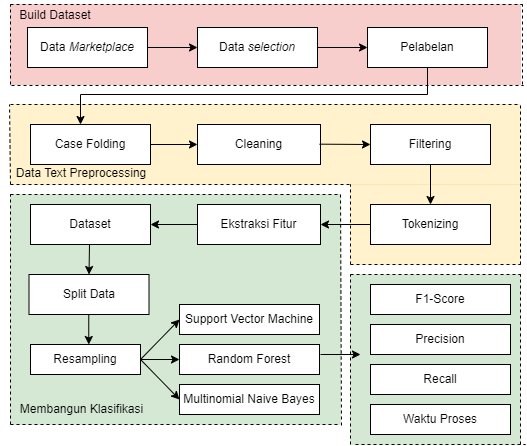 Build Dataset
Data Marketplace
Data selection
Pelabelan
Case Folding
Cleaning
Filtering
Data Text Preprocessing
Tokenizing
Ekstraksi Fitur
Dataset
Split Data
Resampling
Support Vector Machine
Random Forest
Multinomial Naive Bayes
Membangun Klasifikasi
F1-Score
Precision
Recall
Waktu Proses